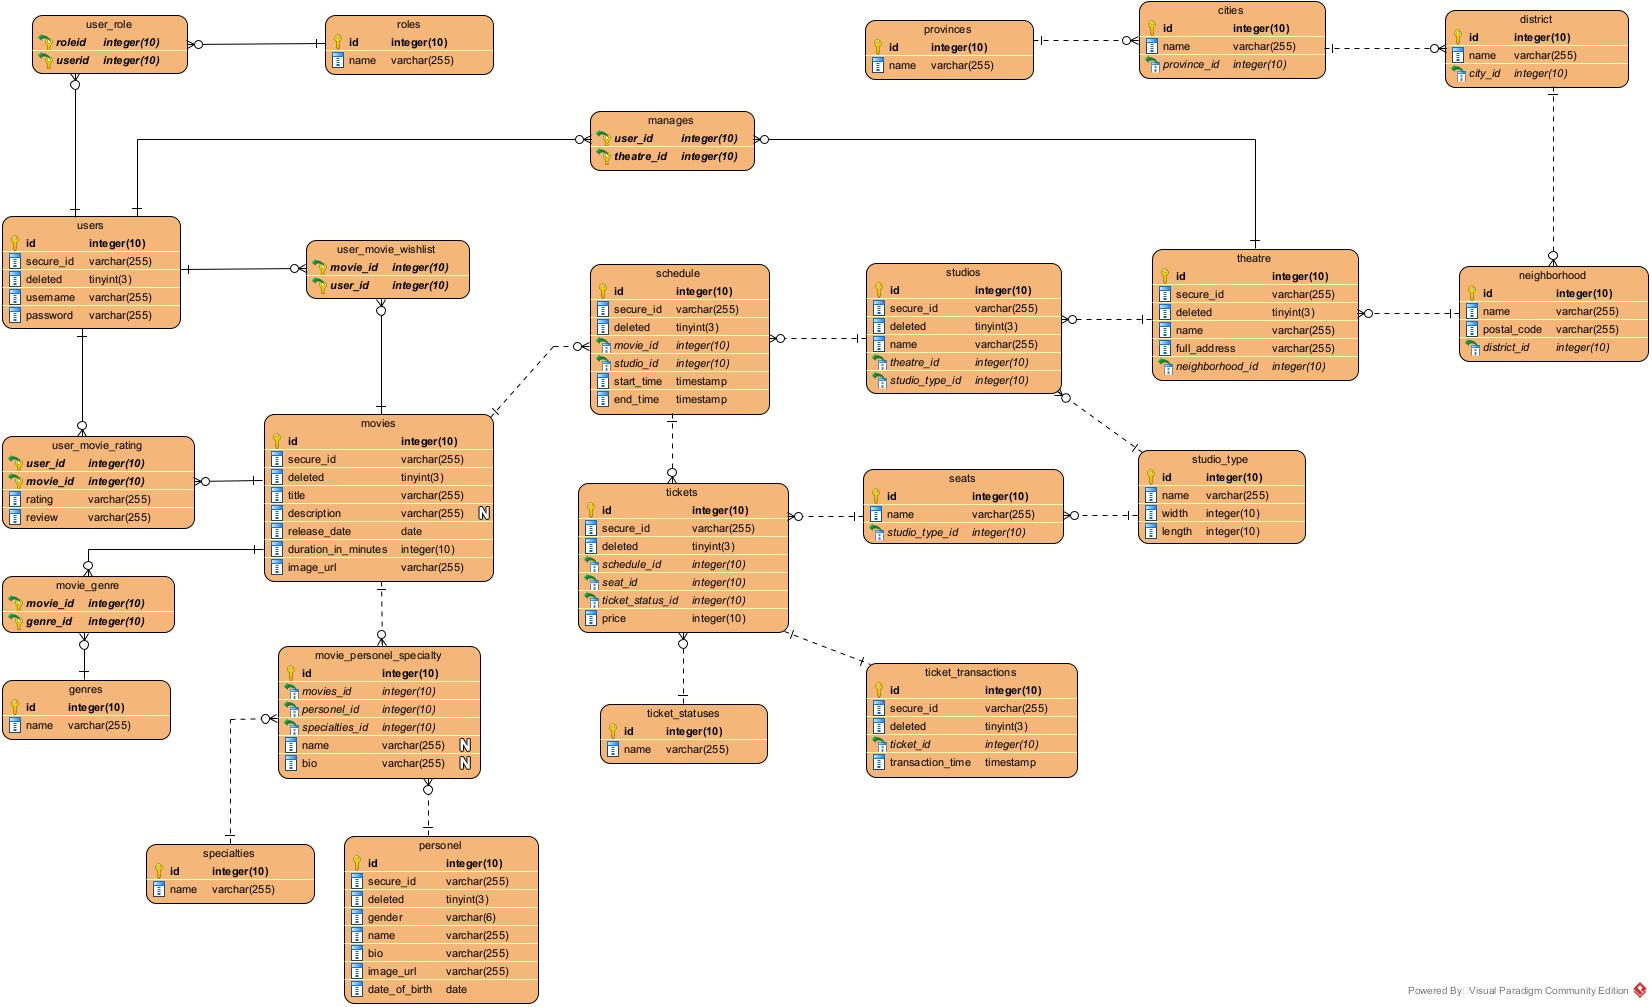 user_role
roleid integer(10)
userid integer(10)
roles
id integer(10)
name varchar(255)
provinces
id integer(10)
name varchar(255)
cities
id integer(10)
name varchar(255)
province_id integer(10)
district
id integer(10)
name varchar(255)
city_id integer(10)
manages
user_id integer(10)
theatre_id integer(10)
users
id integer(10)
secure_id varchar(255)
deleted tinyint(3)
username varchar(255)
password varchar(255)
user_movie_wishlist
movie_id integer(10)
user_id integer(10)
schedule
id integer(10)
secure_id varchar(255)
deleted tinyint(3)
movie_id integer(10)
studio_id integer(10)
start_time timestamp
end_time timestamp
studios
id integer(10)
secure_id varchar(255)
deleted tinyint(3)
name varchar(255)
theatre_id integer(10)
studio_type_id integer(10)
theatre
id integer(10)
secure_id varchar(255)
deleted tinyint(3)
name varchar(255)
full_address varchar(255)
neighborhood_id integer(10)
neighborhood
id integer(10)
name varchar(255)
postal_code varchar(255)
district_id integer(10)
user_movie_rating
user_id integer(10)
movie_id integer(10)
rating varchar(255)
review varchar(255)
movies
id integer(10)
secure_id varchar(255)
deleted tinyint(3)
title varchar(255)
description varchar(255) N
release_date date
duration_in_minutes integer(10)
image_url varchar(255)
tickets
id integer(10)
secure_id varchar(255)
deleted tinyint(3)
schedule_id integer(10)
seat_id integer(10)
ticket_status_id integer(10)
price integer(10)
seats
id integer(10)
name varchar(255)
studio_type_id integer(10)
studio_type
id integer(10)
name varchar(255)
width integer(10)
length integer(10)
movie_genre
movie_id integer(10)
genre_id integer(10)
genres
id integer(10)
name varchar(255)
movie_personel_specialty
id integer(10)
movies_id integer(10)
personel_id integer(10)
specialties_id integer(10)
name varchar(255) N
bio varchar(255) N
ticket_statuses
id integer(10)
name varchar(255)
ticket_transactions
id integer(10)
secure_id varchar(255)
deleted tinyint(3)
ticket_id integer(10)
transaction_time timestamp
specialties
id integer(10)
name varchar(255)
personel
id integer(10)
secure_id varchar(255)
deleted tinyint(3)
gender varchar(6)
name varchar(255)
bio varchar(255)
image_url varchar(255)
date_of_birth date
Powered By Visual Paradigm Community Edition